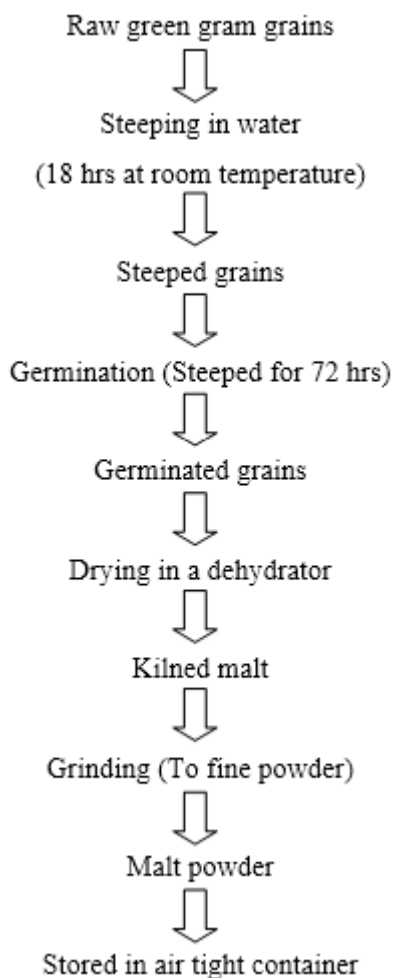 Raw green gram grains
Steeping in water
(18 hrs at room temperature)
Steeped grains
Germination (Steeped for 72 hrs)
Germinated grains
Drying in a dehydrator
Kilned malt
Grinding (To fine powder)
Malt powder
Stored in air tight container